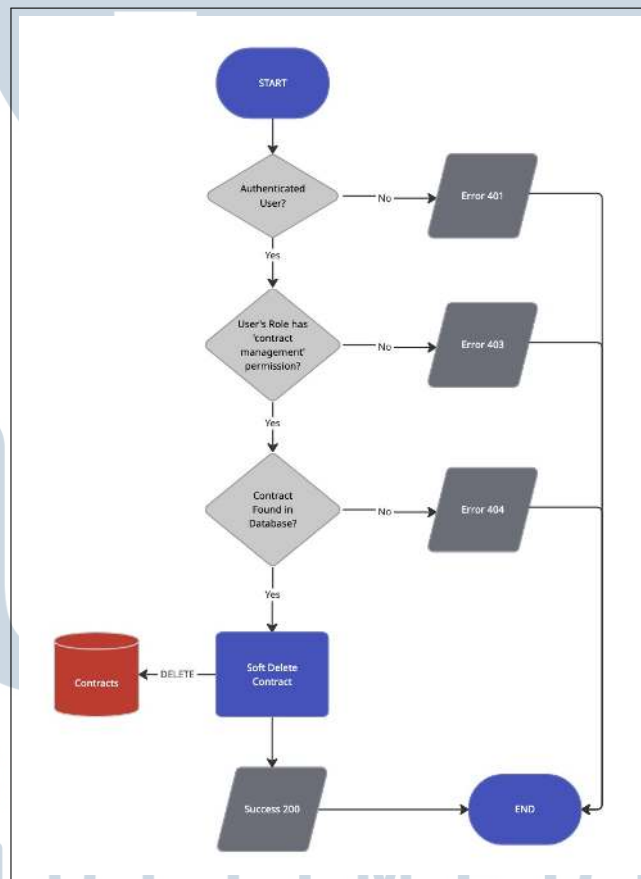 START
Authenticated
User?
No
Error 401
Yes
User's Role has
'contract
management'
permission?
No
Error 403
Yes
Contract
Found in
Database?
No
Error 404
Yes
Soft Delete
Contract
DELETE
Contracts
Success 200
END